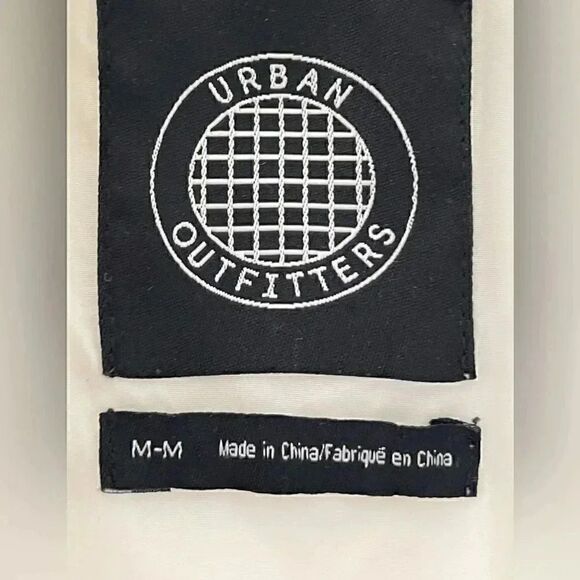 URBAN
OUTFITTERS
M-M Made in China/Fabriqué en China